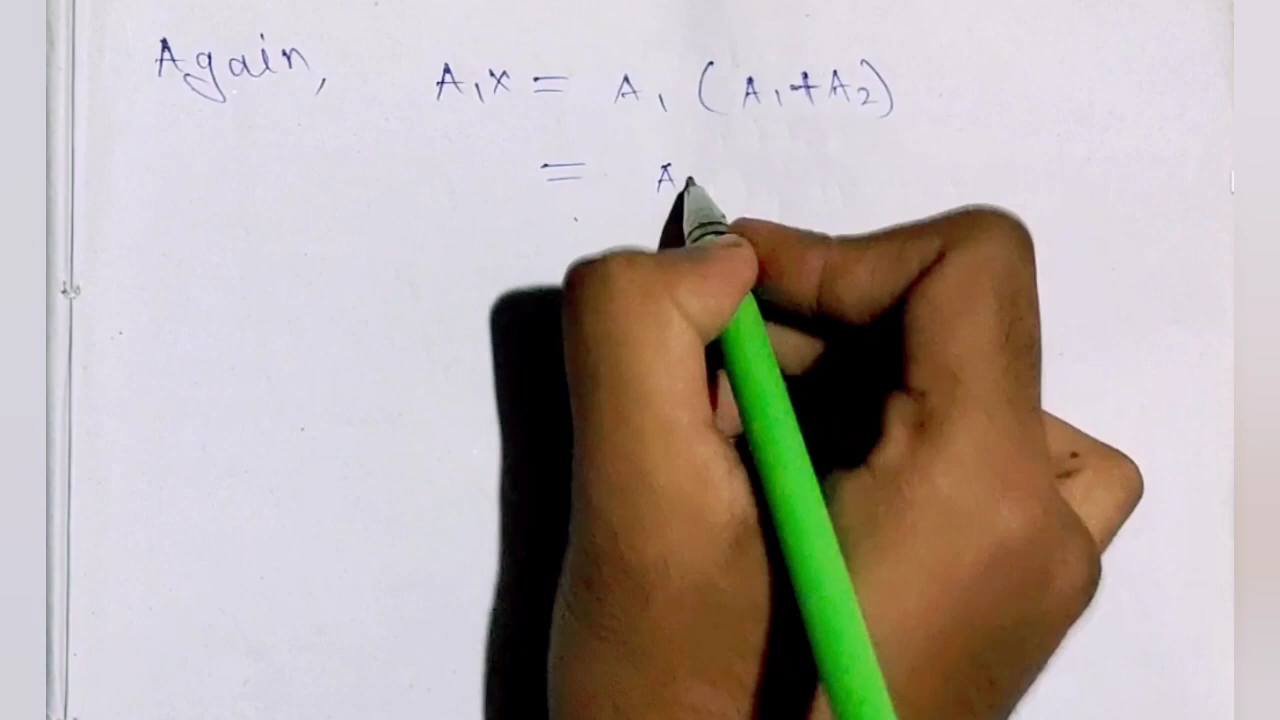 Again, A₁x = A₁ (A₁+A₂)
= A